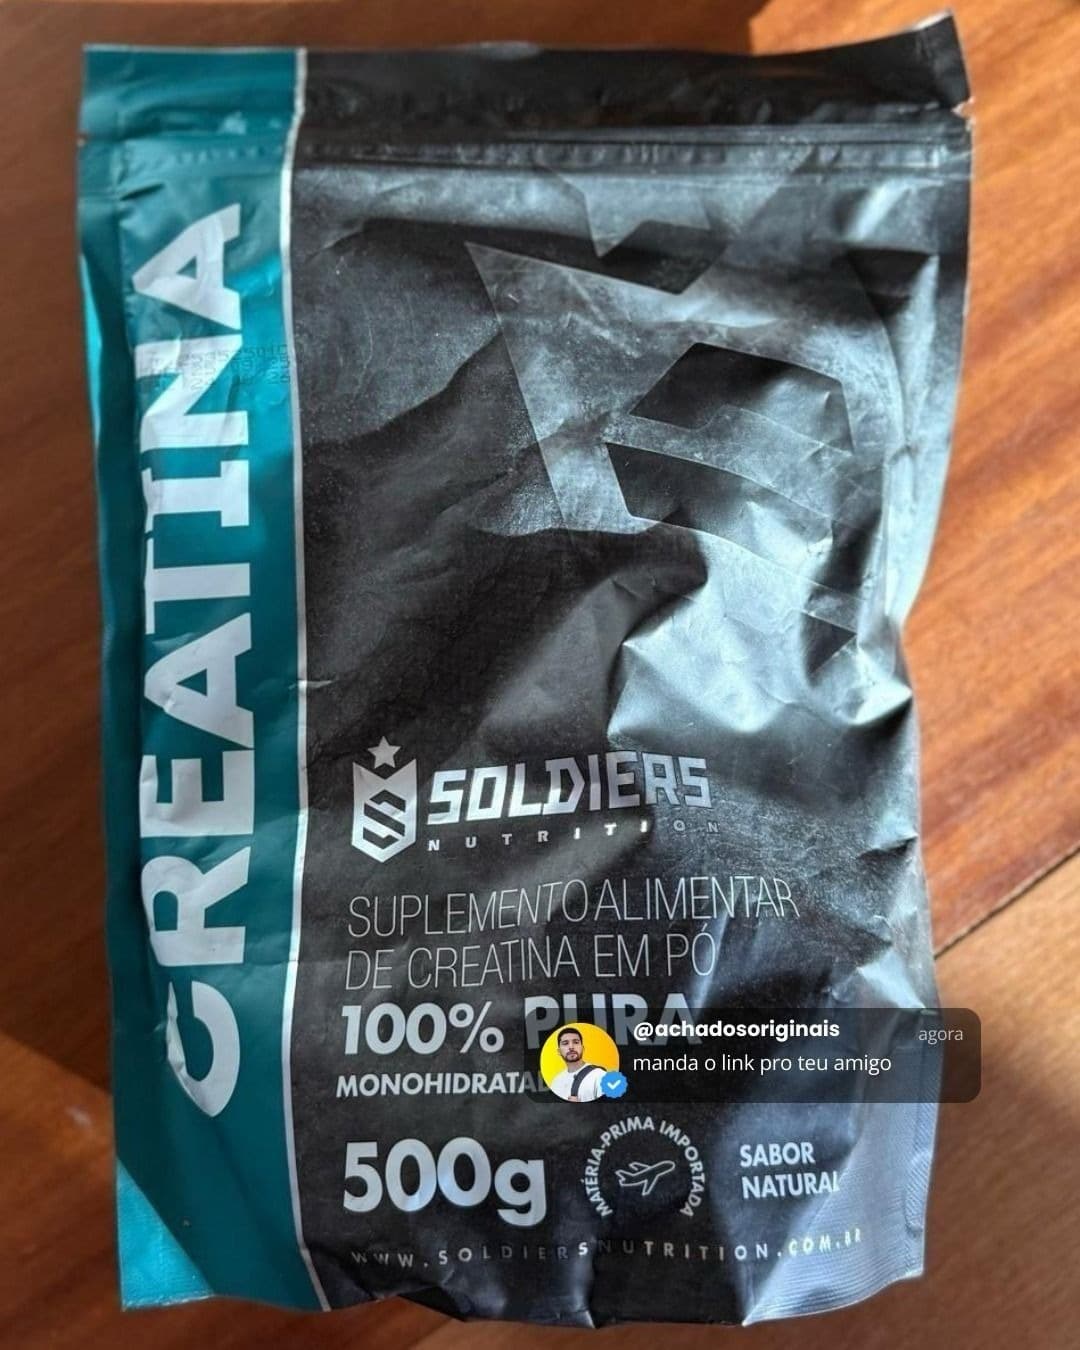 CREATINA
SOLDIERS
NUTRITION
SUPLEMENTO ALIMENTAR
DE CREATINA EM PÓ
100% PURA
MONOHIDRATAD
@achadosoriginais
agora
manda o link pro teu amigo
500g
MATÉRIA-PRIMA IMPORTADA
SABOR
NATURAL
WWW.SOLDIERSNUTRITION.COM.BR